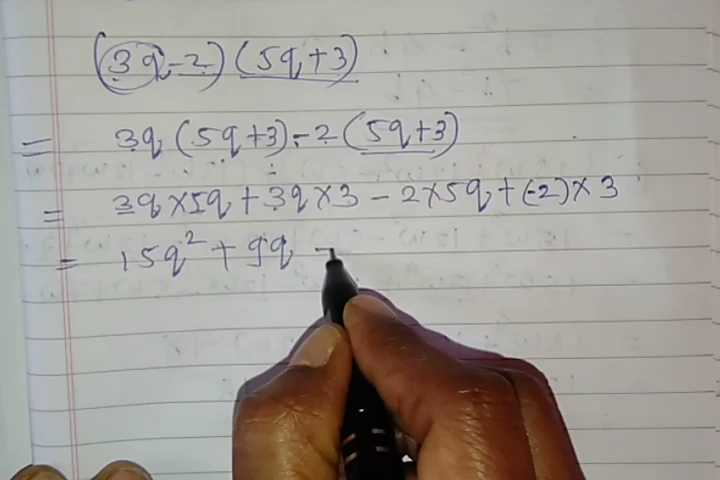 (3q-2)(5q+3)
= 3q(5q+3)-2(5q+3)
= 3q×5q+3q×3-2×5q+(-2)×3
= 15q²+9q -